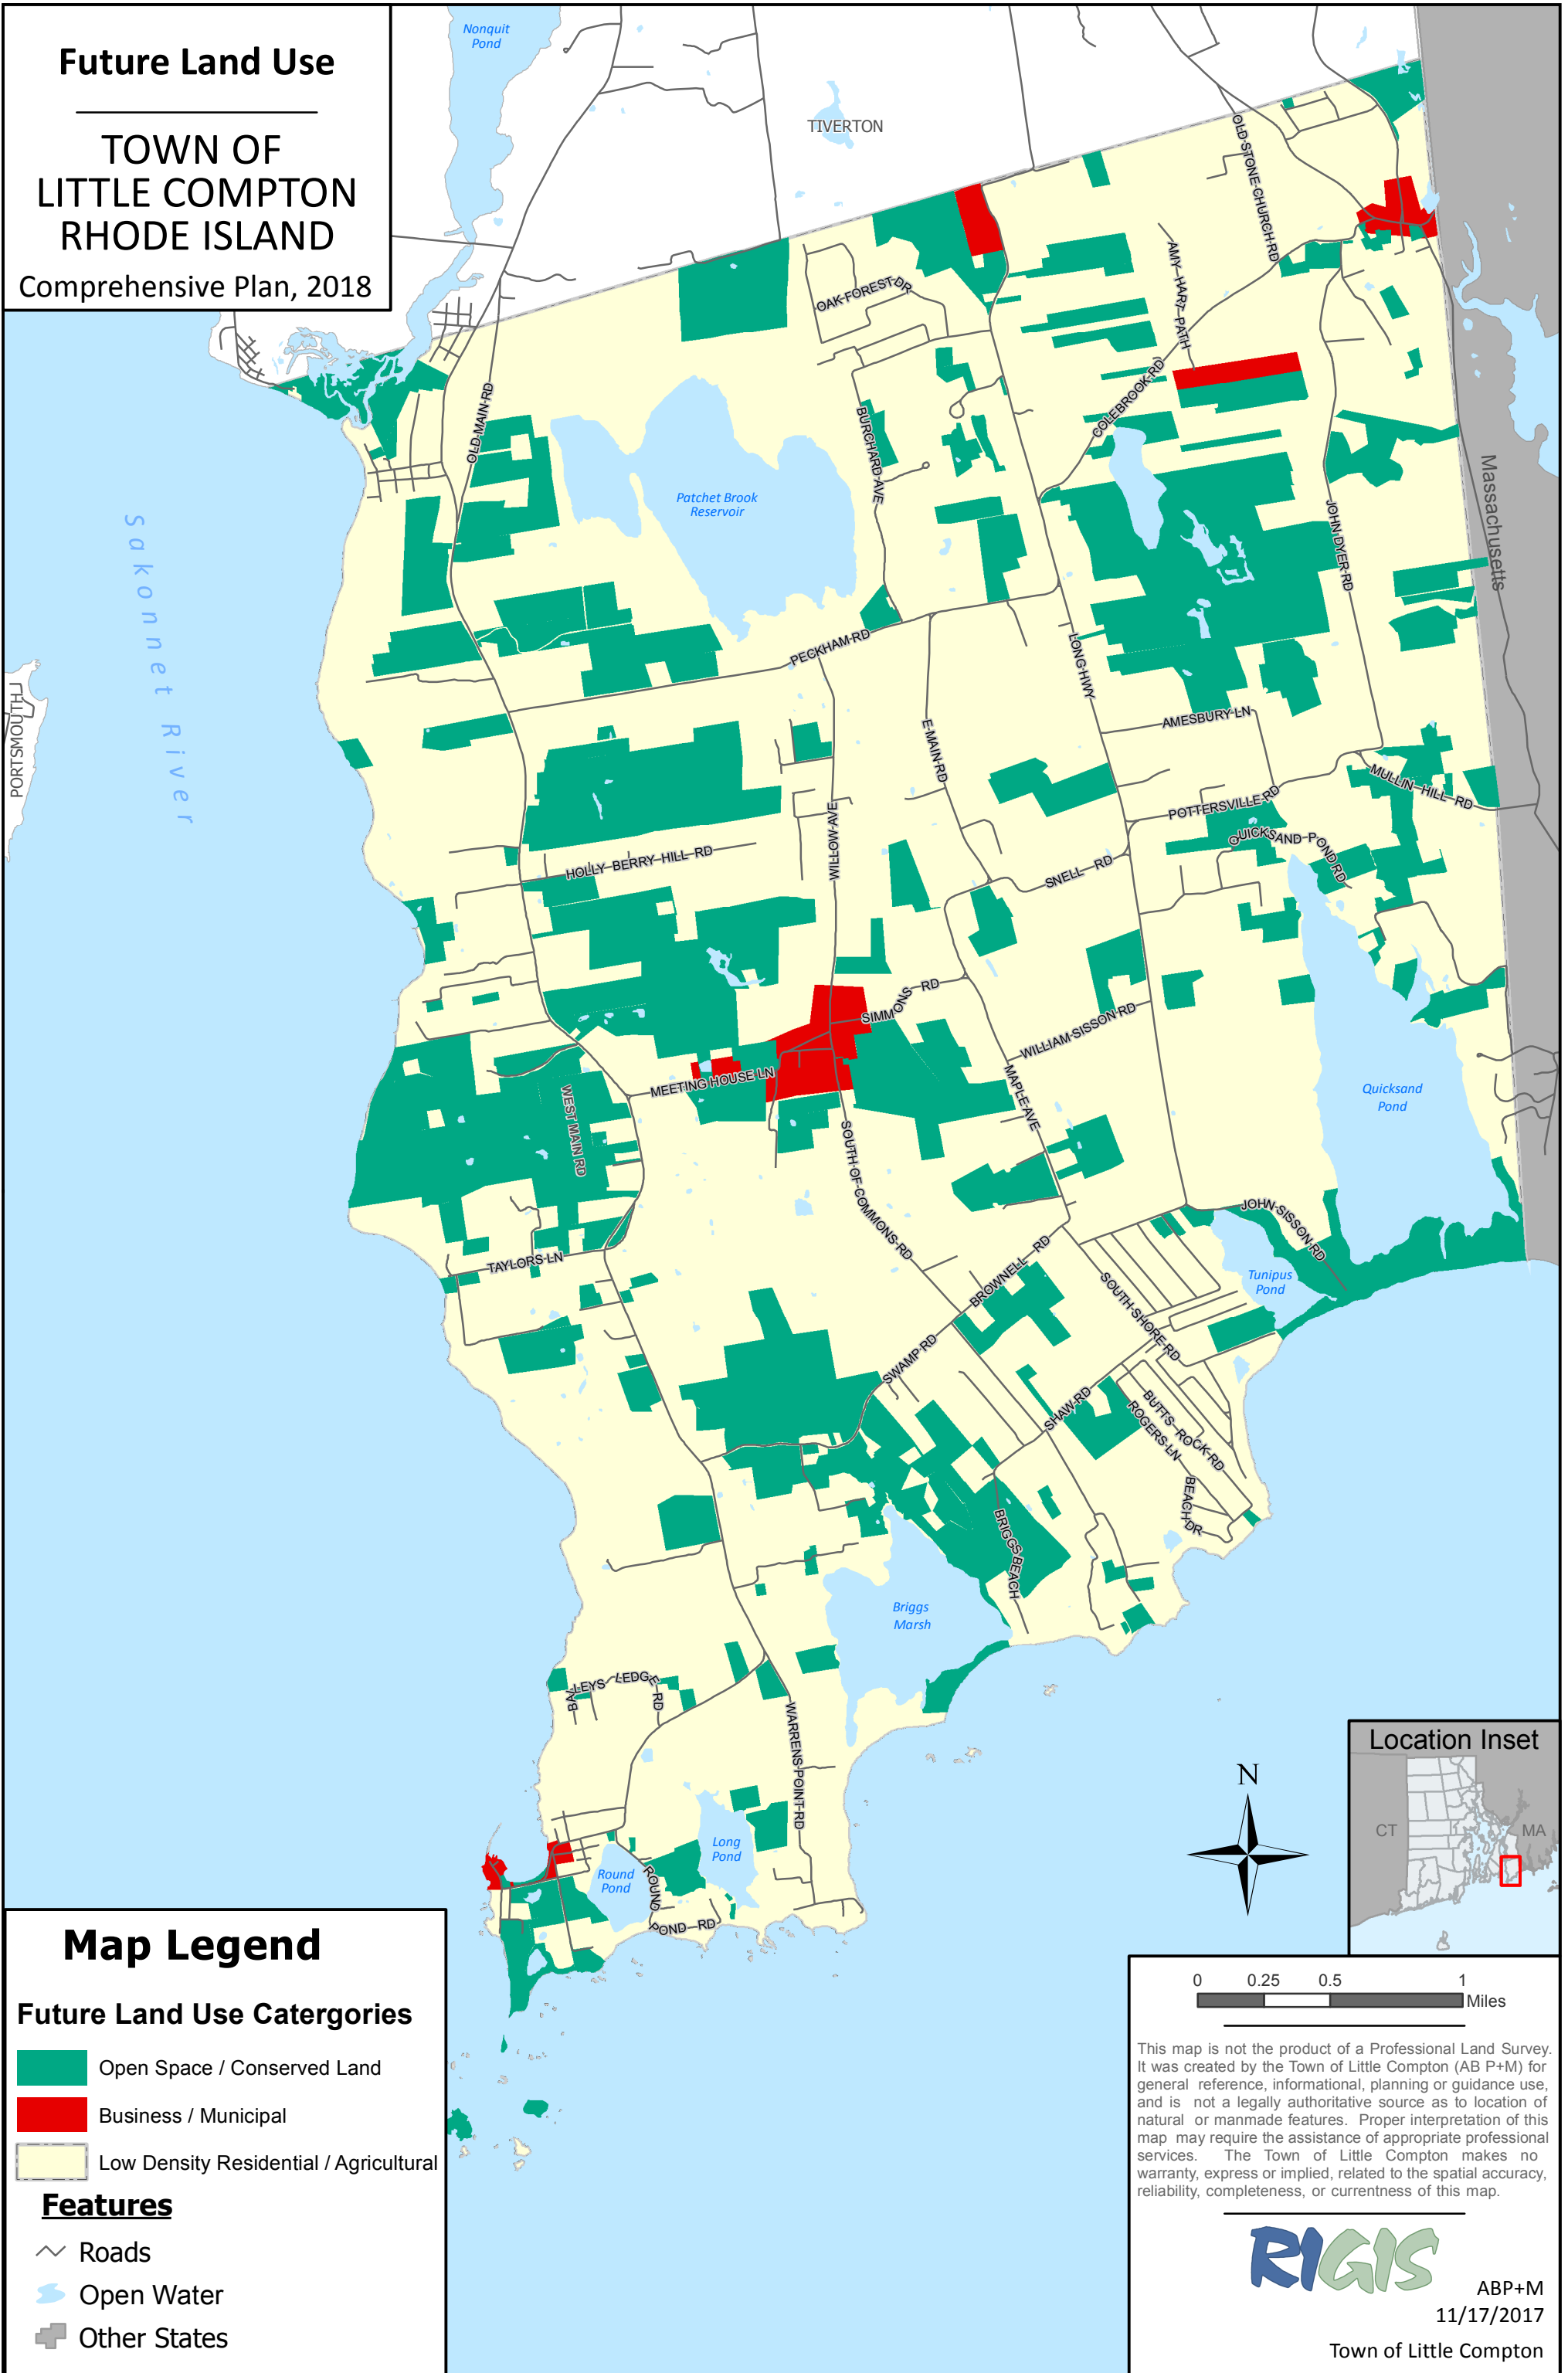 Future Land Use
TOWN OF
LITTLE COMPTON
RHODE ISLAND
Comprehensive Plan, 2018
Nonquit
Pond
TIVERTON
OLD STONE CHURCH RD
AMY HART PATH
OAK FOREST DR
COLEBROOK RD
OLD MAIN RD
BURCHARD AVE
Patchet Brook
Reservoir
Massachusetts
JOHN DYER RD
Sakonnet River
PORTSMOUTH
PECKHAM RD
LONG HWY
AMESBURY LN
E MAIN RD
MULLIN HILL RD
POTTERSVILLE RD
QUICKSAND POND RD
WILLOW AVE
HOLLY BERRY HILL RD
SNELL RD
SIMMONS RD
WILLIAM SISSON RD
MEETING HOUSE LN
MAPLE AVE
WEST MAIN RD
Quicksand
Pond
SOUTH OF COMMONS RD
JOHN SISSON RD
TAYLORS LN
BROWNELL RD
Tunipus
Pond
SOUTH SHORE RD
SWAMP RD
SHAW RD
BUTTS ROCK RD
ROGERS LN
BEACH DR
BRIGGS BEACH
Briggs
Marsh
BAILEYS LEDGE RD
WARRENS POINT RD
Long
Pond
Round
Pond
ROUND POND RD
N
Location Inset
CT
MA
Map Legend
Future Land Use Catergories
Open Space / Conserved Land
Business / Municipal
Low Density Residential / Agricultural
Features
Roads
Open Water
Other States
0 0.25 0.5 1
Miles
This map is not the product of a Professional Land Survey.
It was created by the Town of Little Compton (AB P+M) for
general reference, informational, planning or guidance use,
and is not a legally authoritative source as to location of
natural or manmade features. Proper interpretation of this
map may require the assistance of appropriate professional
services. The Town of Little Compton makes no
warranty, express or implied, related to the spatial accuracy,
reliability, completeness, or currentness of this map.
RIGIS
ABP+M
11/17/2017
Town of Little Compton